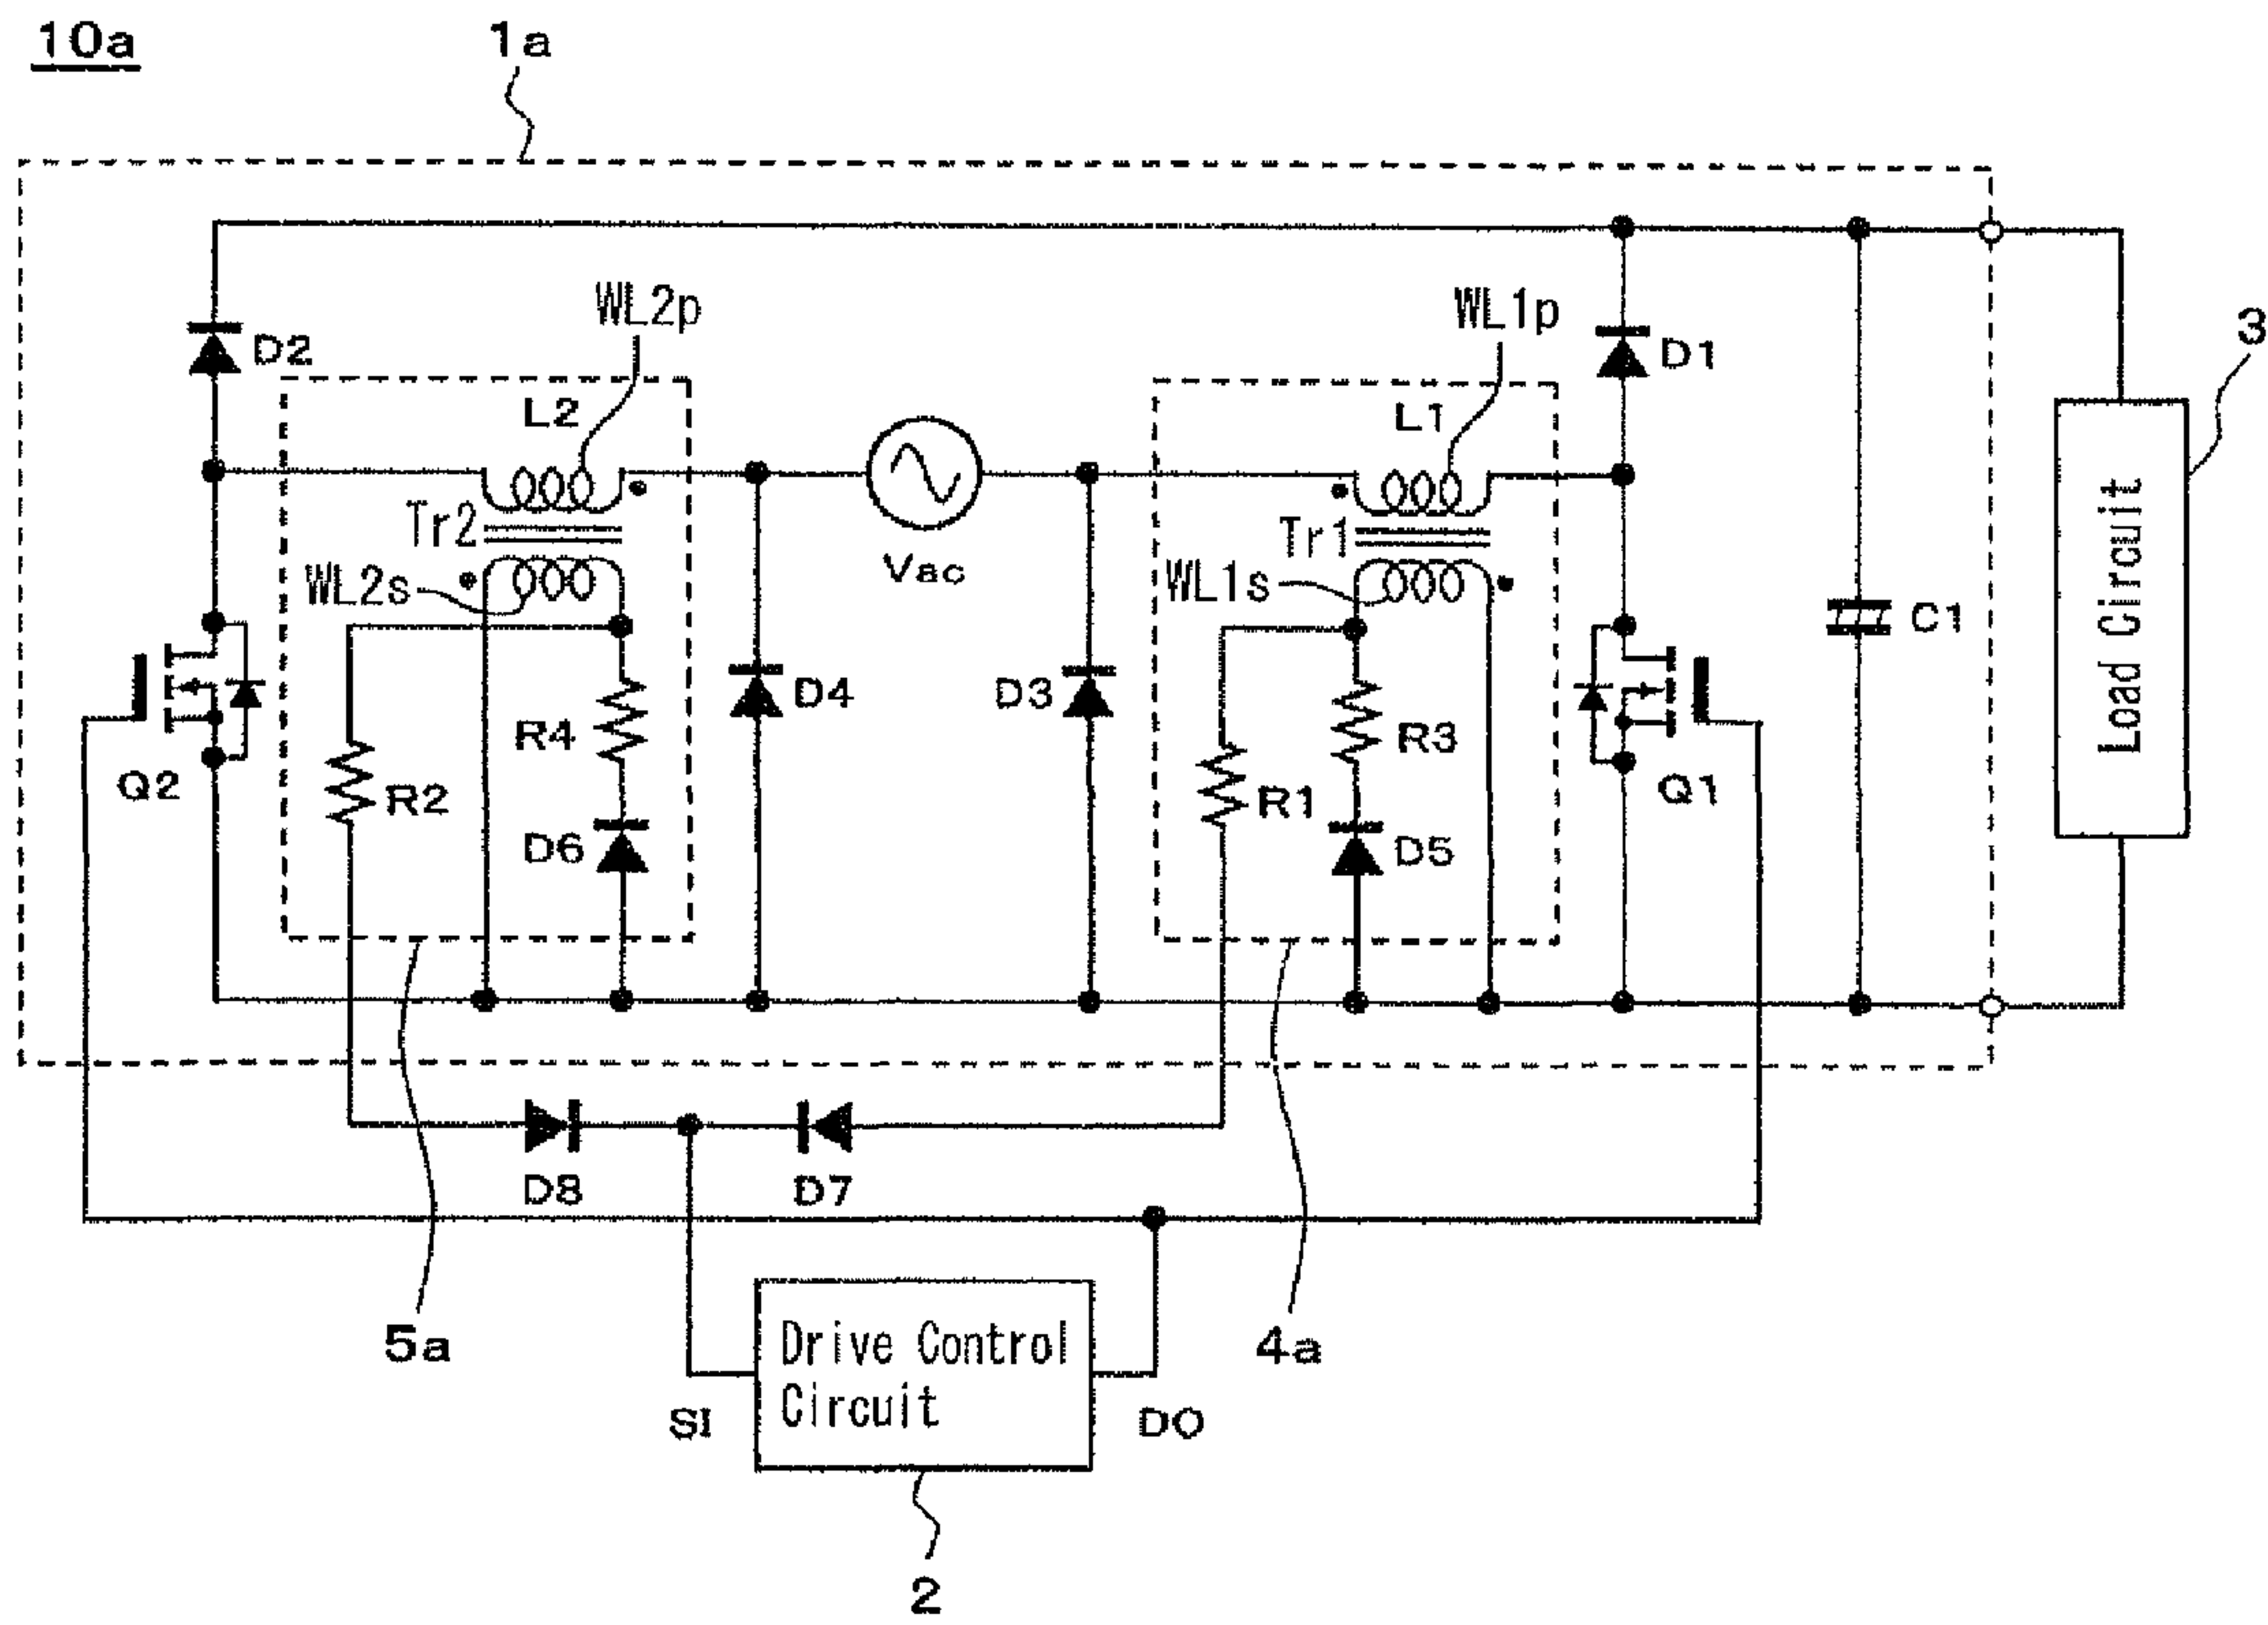 10a
1a
WL2p
WL1p
3
D2
D1
L2
L1
Tr2
Tr1
Vac
WL2s
WL1s
C1
Load Circuit
D4
D3
R4
R3
Q2
R2
R1
Q1
D6
D5
D8
D7
5a
4a
Drive Control
Circuit
SI
DO
2